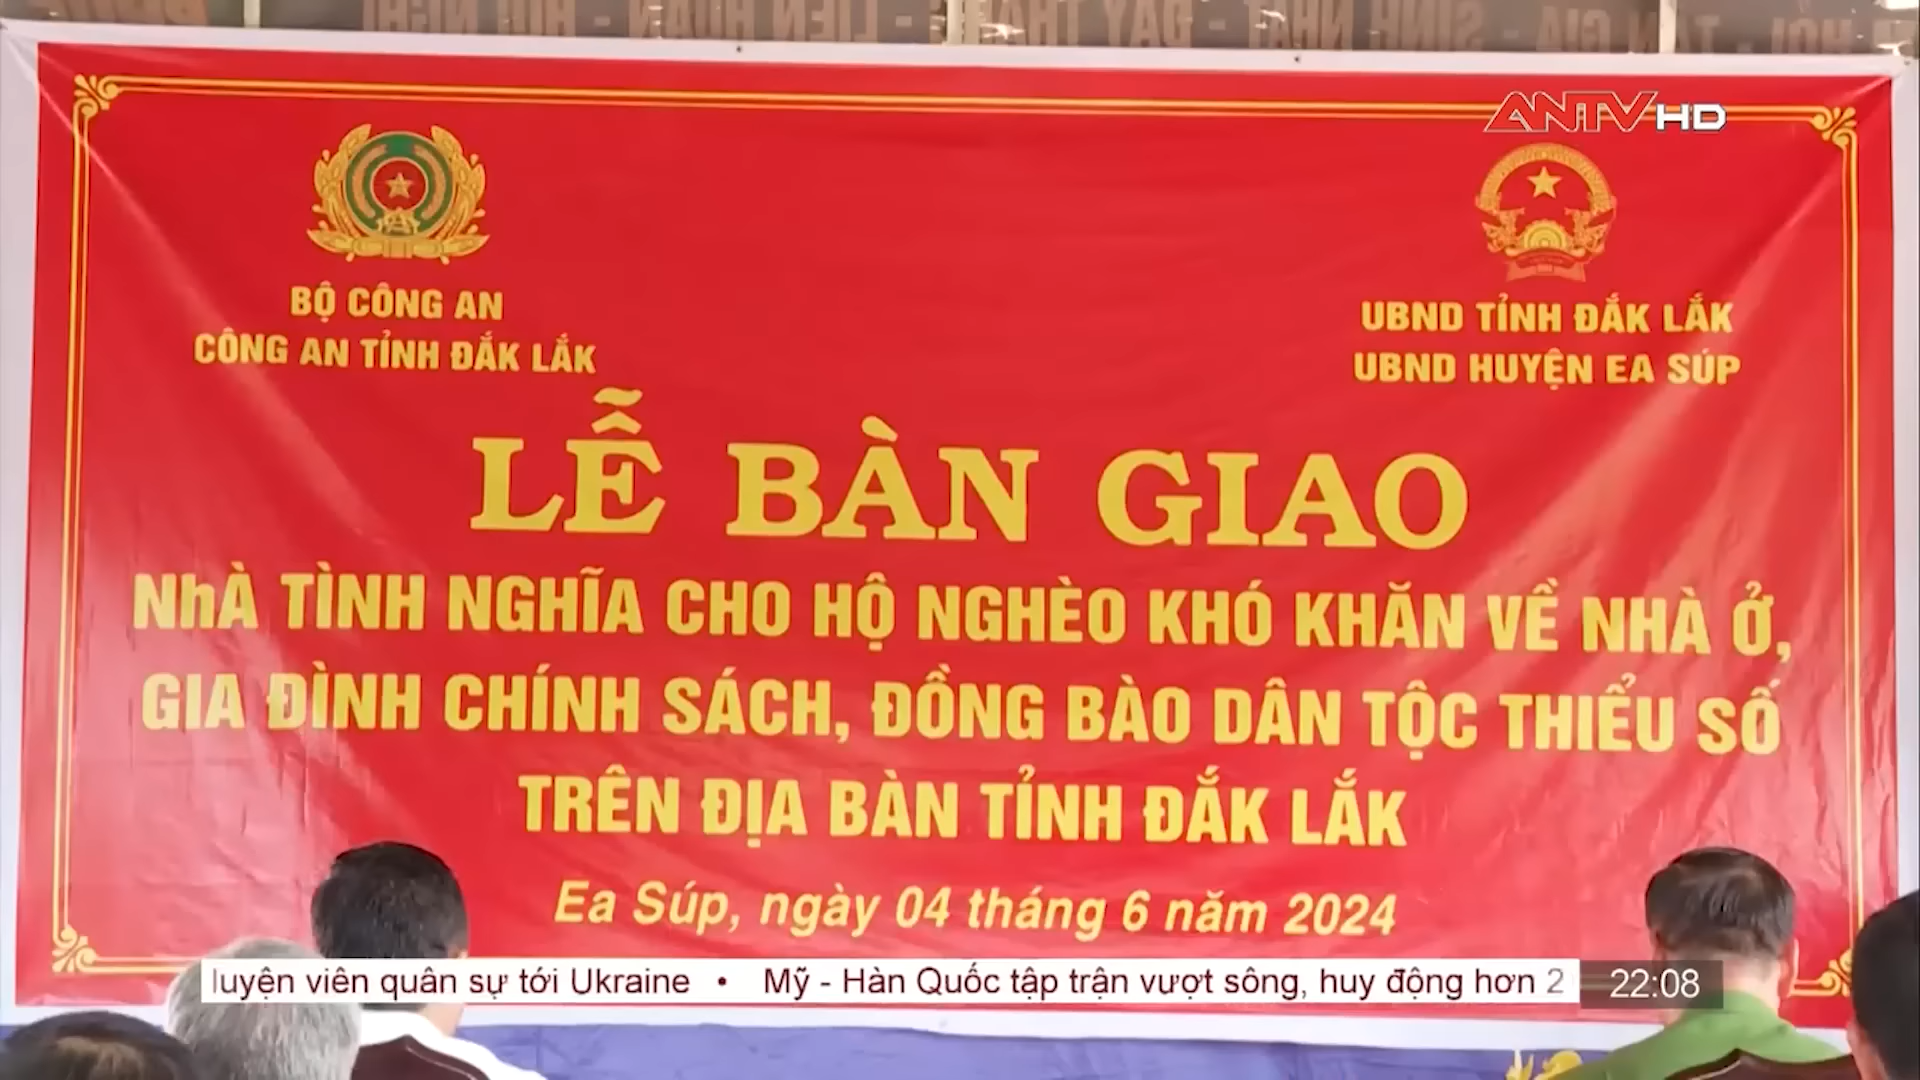 ANTV HD
BỘ CÔNG AN
CÔNG AN TỈNH ĐẮK LẮK
UBND TỈNH ĐẮK LẮK
UBND HUYỆN EA SÚP
LỄ BÀN GIAO
NhÀ TÌNH NGHĨA CHO HỘ NGHÈO KHÓ KHĂN VỀ NHÀ Ở,
GIA ĐÌNH CHÍNH SÁCH, ĐỒNG BÀO DÂN TỘC THIỂU SỐ
TRÊN ĐỊA BÀN TỈNH ĐẮK LẮK
Ea Súp, ngày 04 tháng 6 năm 2024
luyện viên quân sự tới Ukraine • Mỹ - Hàn Quốc tập trận vượt sông, huy động hơn 2
22:08